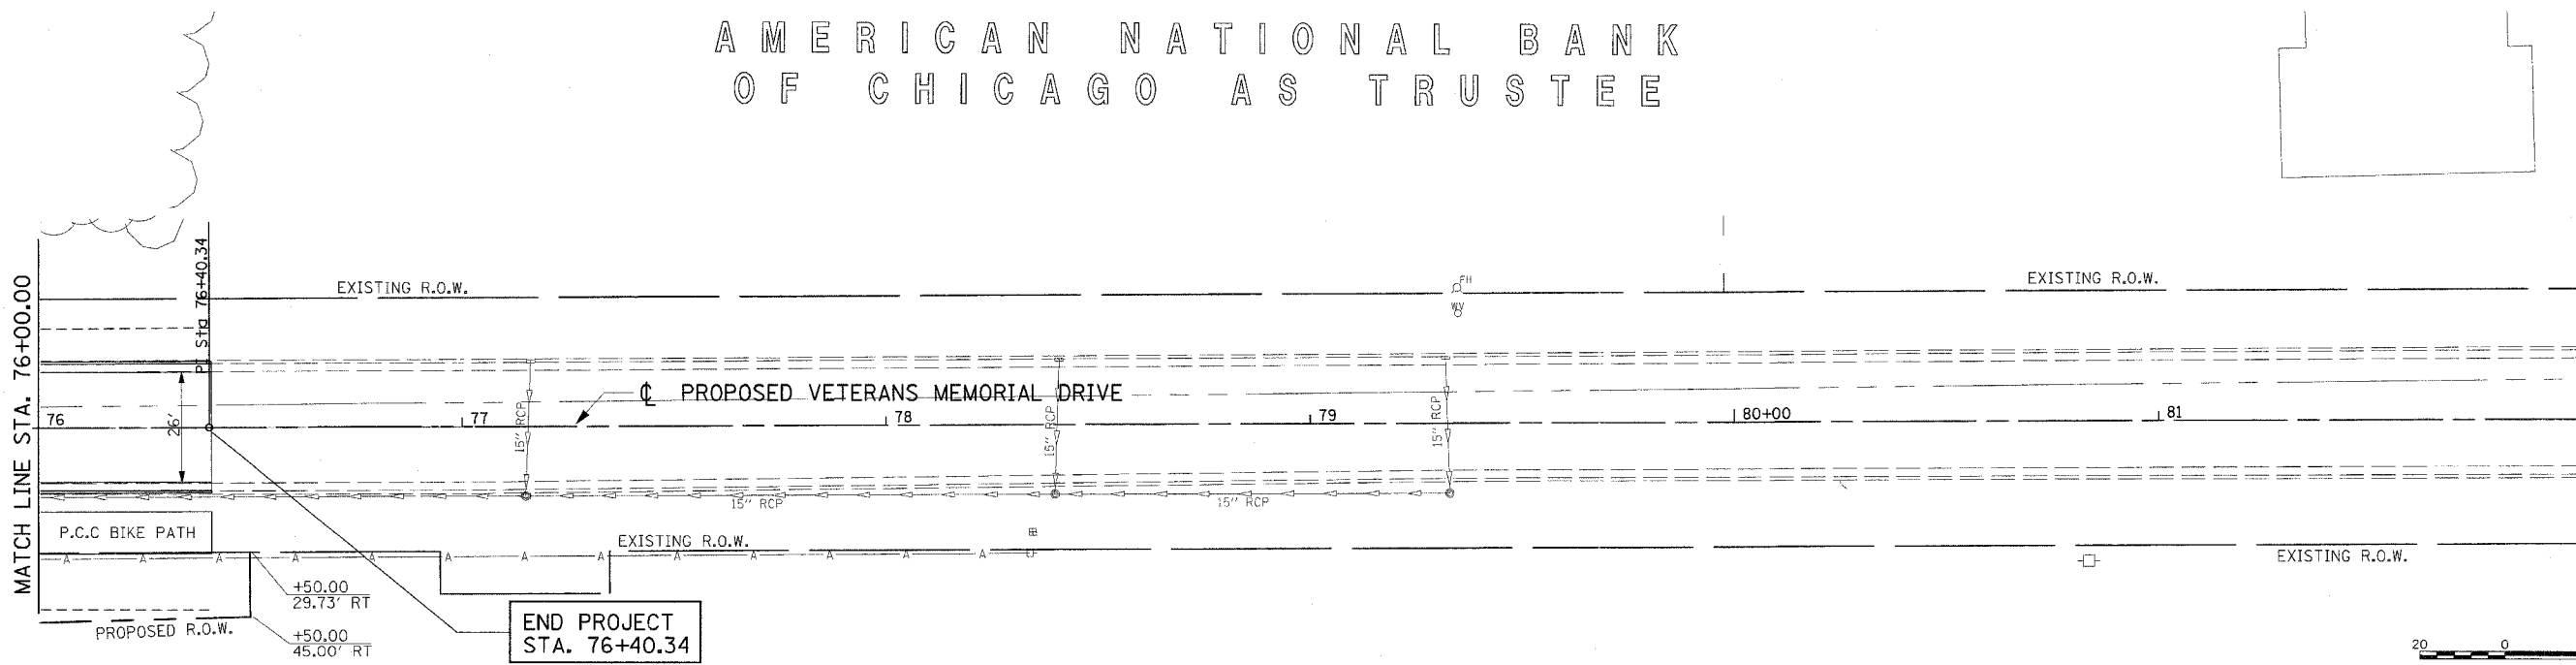 AMERICAN NATIONAL BANK
OF CHICAGO AS TRUSTEE
MATCH LINE STA. 76+00.00
Sta 76+40.34
EXISTING R.O.W.
FH
WV
EXISTING R.O.W.
26'
15" RCP
℄ PROPOSED VETERANS MEMORIAL DRIVE
15" RCP
15" RCP
76
77
78
79
80+00
81
15" RCP
15" RCP
P.C.C BIKE PATH
EXISTING R.O.W.
EXISTING R.O.W.
A A A A A A A A A A A A A
+50.00
29.73' RT
PROPOSED R.O.W.
+50.00
45.00' RT
END PROJECT
STA. 76+40.34
20 0